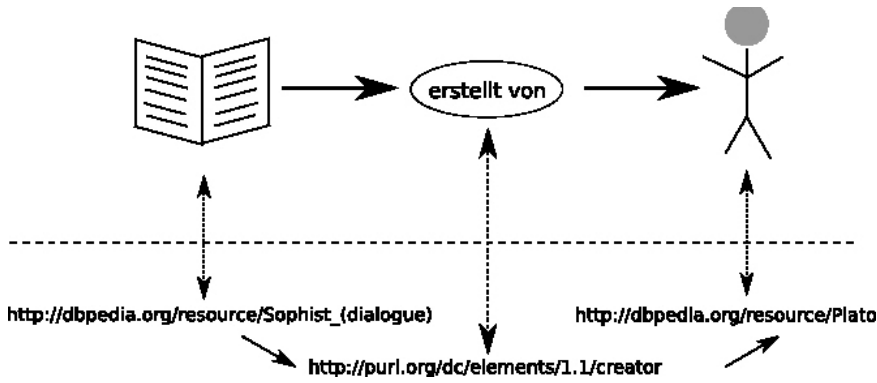 erstellt von
http://dbpedia.org/resource/Sophist_(dialogue)
http://dbpedia.org/resource/Plato
http://purl.org/dc/elements/1.1/creator